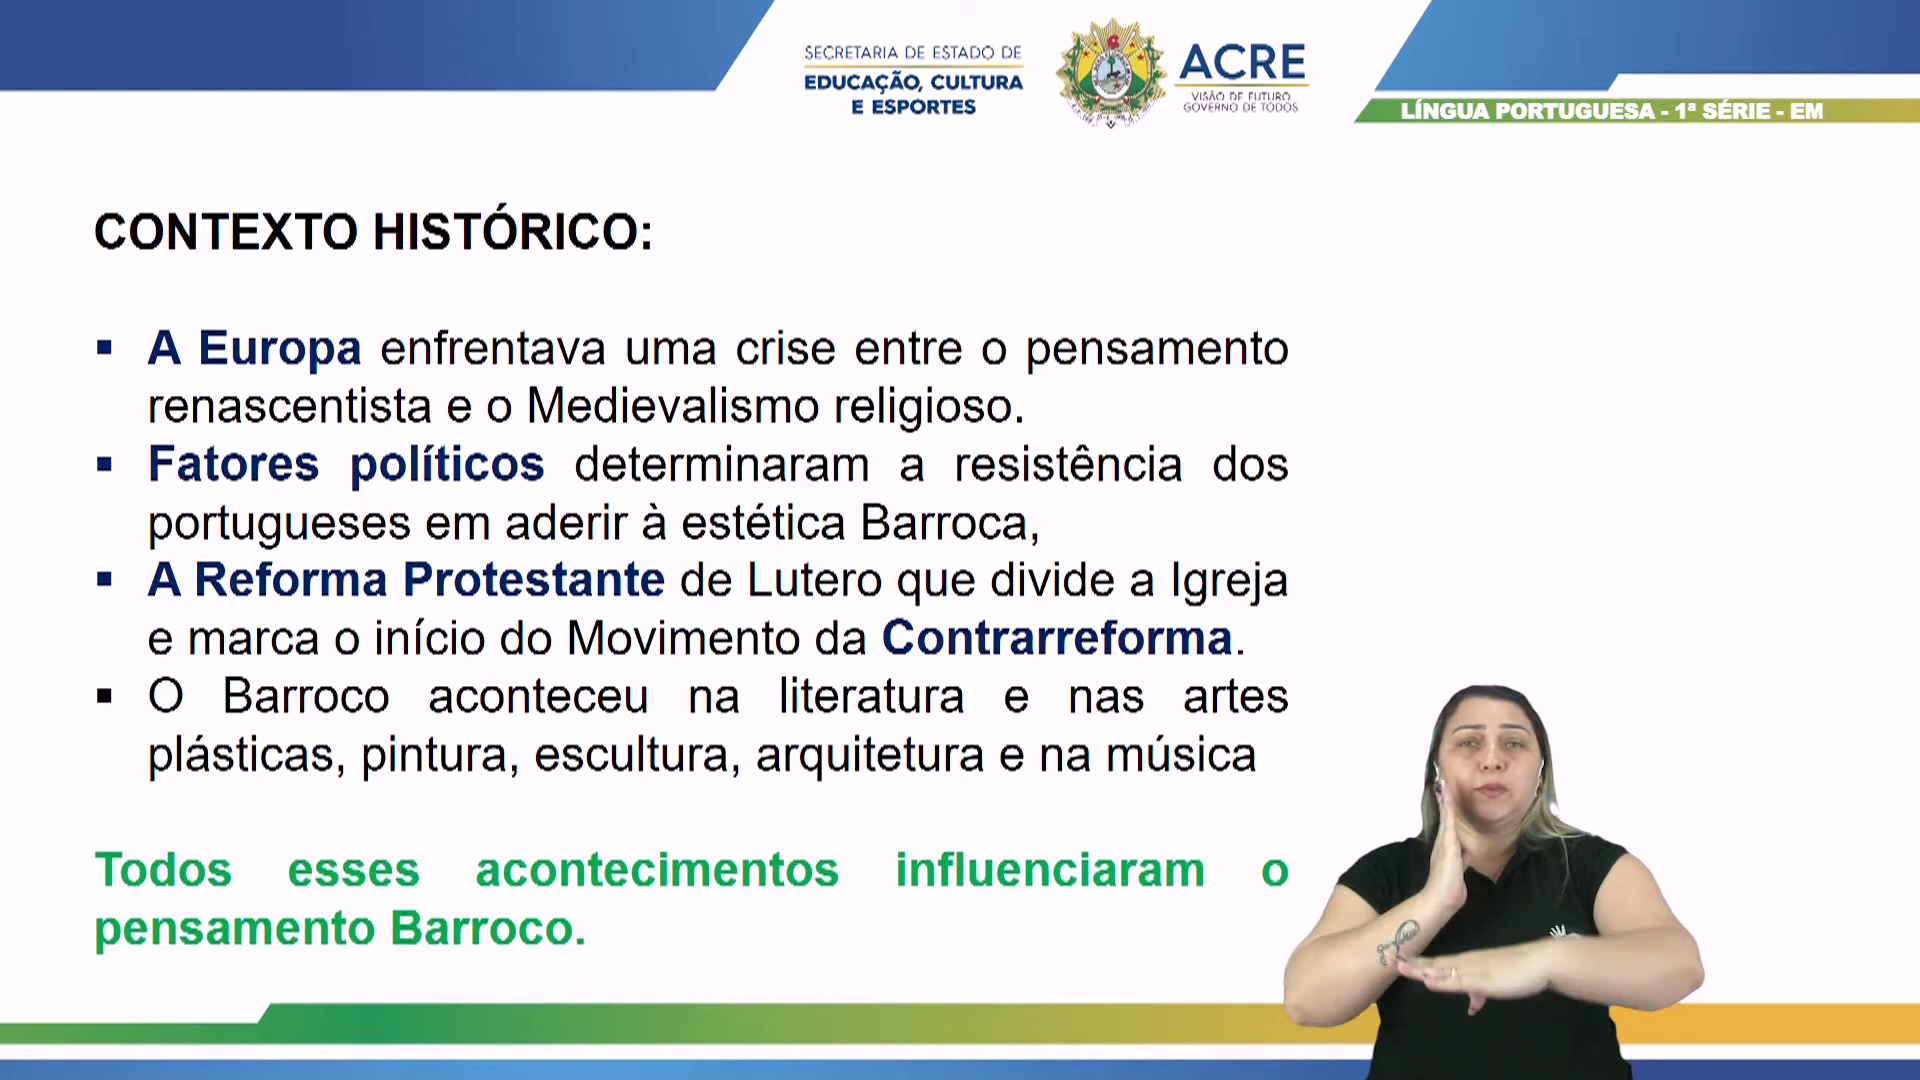 SECRETARIA DE ESTADO DE
EDUCAÇÃO, CULTURA
E ESPORTES
ACRE
VISÃO DE FUTURO
GOVERNO DE TODOS
LÍNGUA PORTUGUESA - 1ª SÉRIE - EM
CONTEXTO HISTÓRICO:
▪ A Europa enfrentava uma crise entre o pensamento
renascentista e o Medievalismo religioso.
▪ Fatores políticos determinaram a resistência dos
portugueses em aderir à estética Barroca,
▪ A Reforma Protestante de Lutero que divide a Igreja
e marca o início do Movimento da Contrarreforma.
▪ O Barroco aconteceu na literatura e nas artes
plásticas, pintura, escultura, arquitetura e na música
Todos esses acontecimentos influenciaram o
pensamento Barroco.